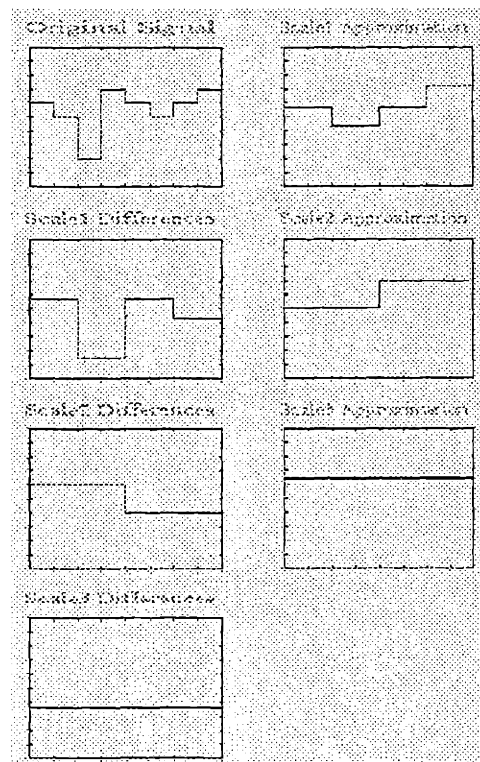 Original Signal
Scale1 Approximation
Scale1 Differences
Scale2 Approximation
Scale2 Differences
Scale3 Approximation
Scale3 Differences